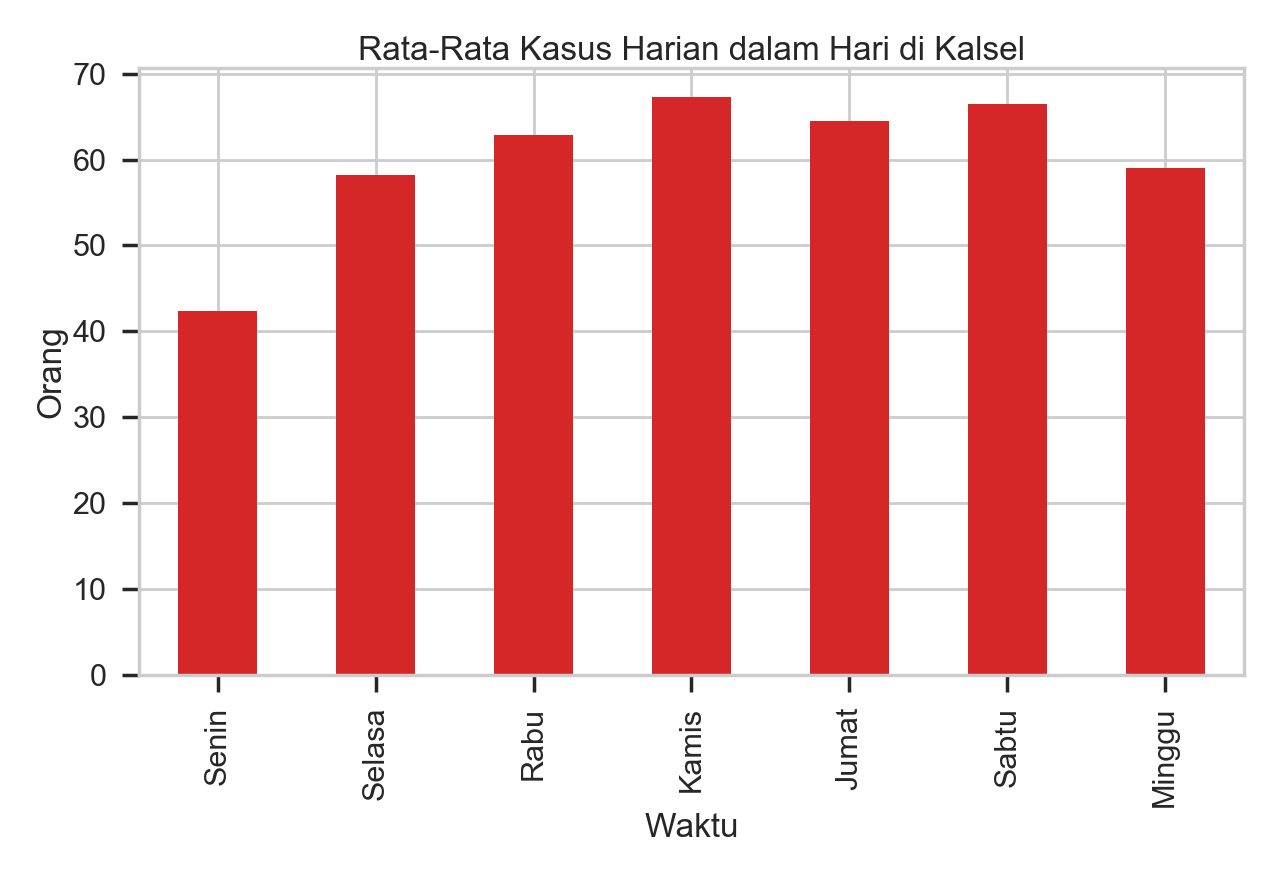 Rata-Rata Kasus Harian dalam Hari di Kalsel
70
60
50
40
30
20
10
0
Orang
Senin
Selasa
Rabu
Kamis
Jumat
Sabtu
Minggu
Waktu